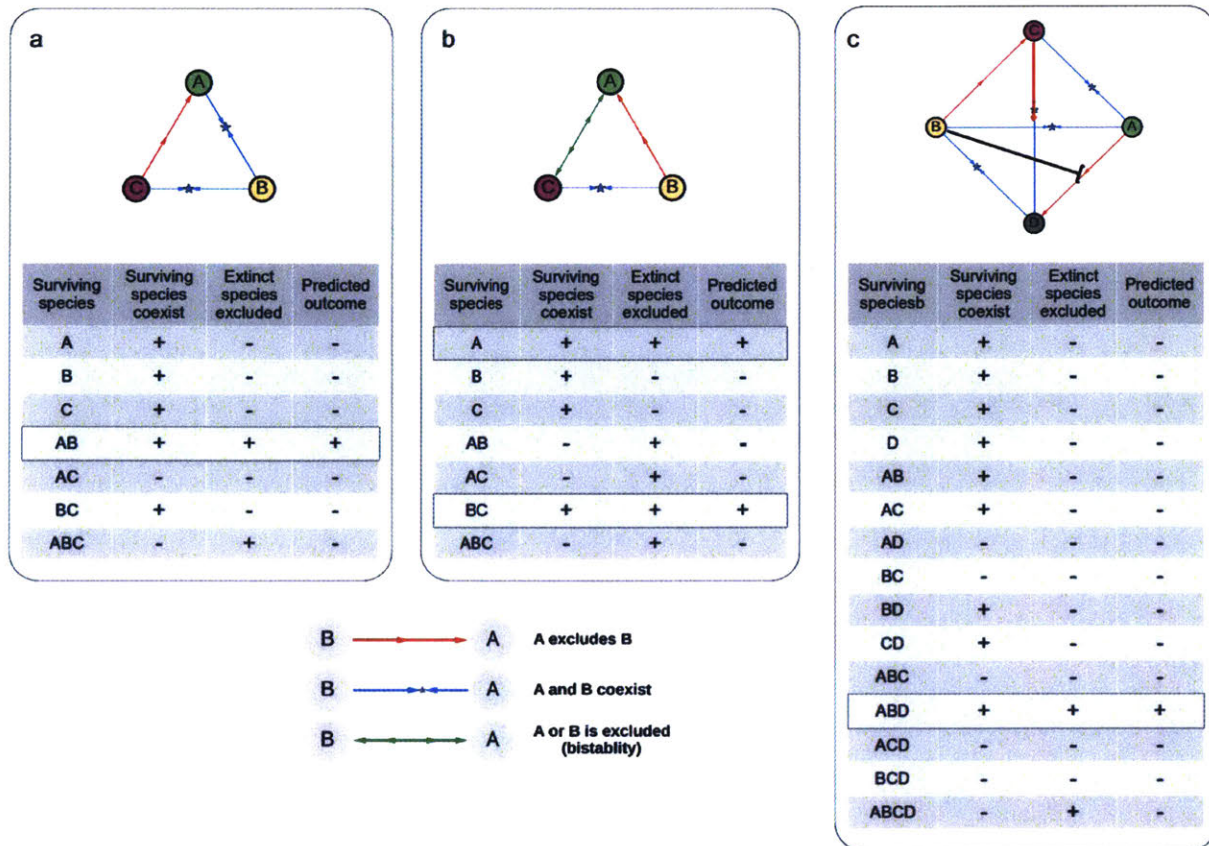 a
A
C
B
Surviving species
Surviving species coexist
Extinct species excluded
Predicted outcome
A + - -
B + - -
C + - -
AB + + +
AC - - -
BC + - -
ABC - + -
b
A
C
B
Surviving species
Surviving species coexist
Extinct species excluded
Predicted outcome
A + + +
B + - -
C + - -
AB - + -
AC - + -
BC + + +
ABC - + -
B A A excludes B
B A A and B coexist
B A A or B is excluded
(bistablity)
c
C
B
A
D
Surviving speciesb
Surviving species coexist
Extinct species excluded
Predicted outcome
A + - -
B + - -
C + - -
D + - -
AB + - -
AC + - -
AD - - -
BC - - -
BD + - -
CD + - -
ABC - - -
ABD + + +
ACD - - -
BCD - - -
ABCD - + -